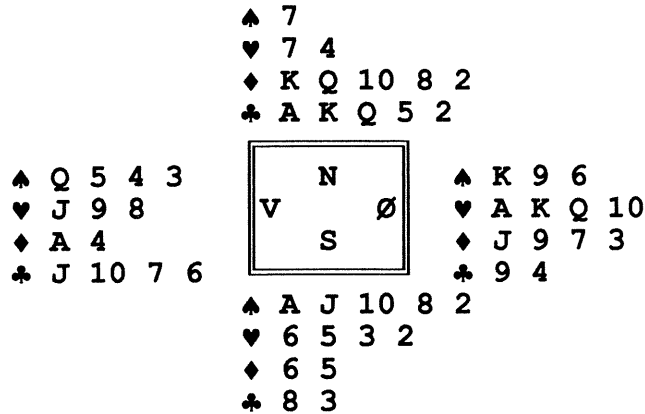 ♠ 7
♥ 7 4
♦ K Q 10 8 2
♣ A K Q 5 2
♠ Q 5 4 3
♥ J 9 8
♦ A 4
♣ J 10 7 6
N
V Ø
S
♠ K 9 6
♥ A K Q 10
♦ J 9 7 3
♣ 9 4
♠ A J 10 8 2
♥ 6 5 3 2
♦ 6 5
♣ 8 3